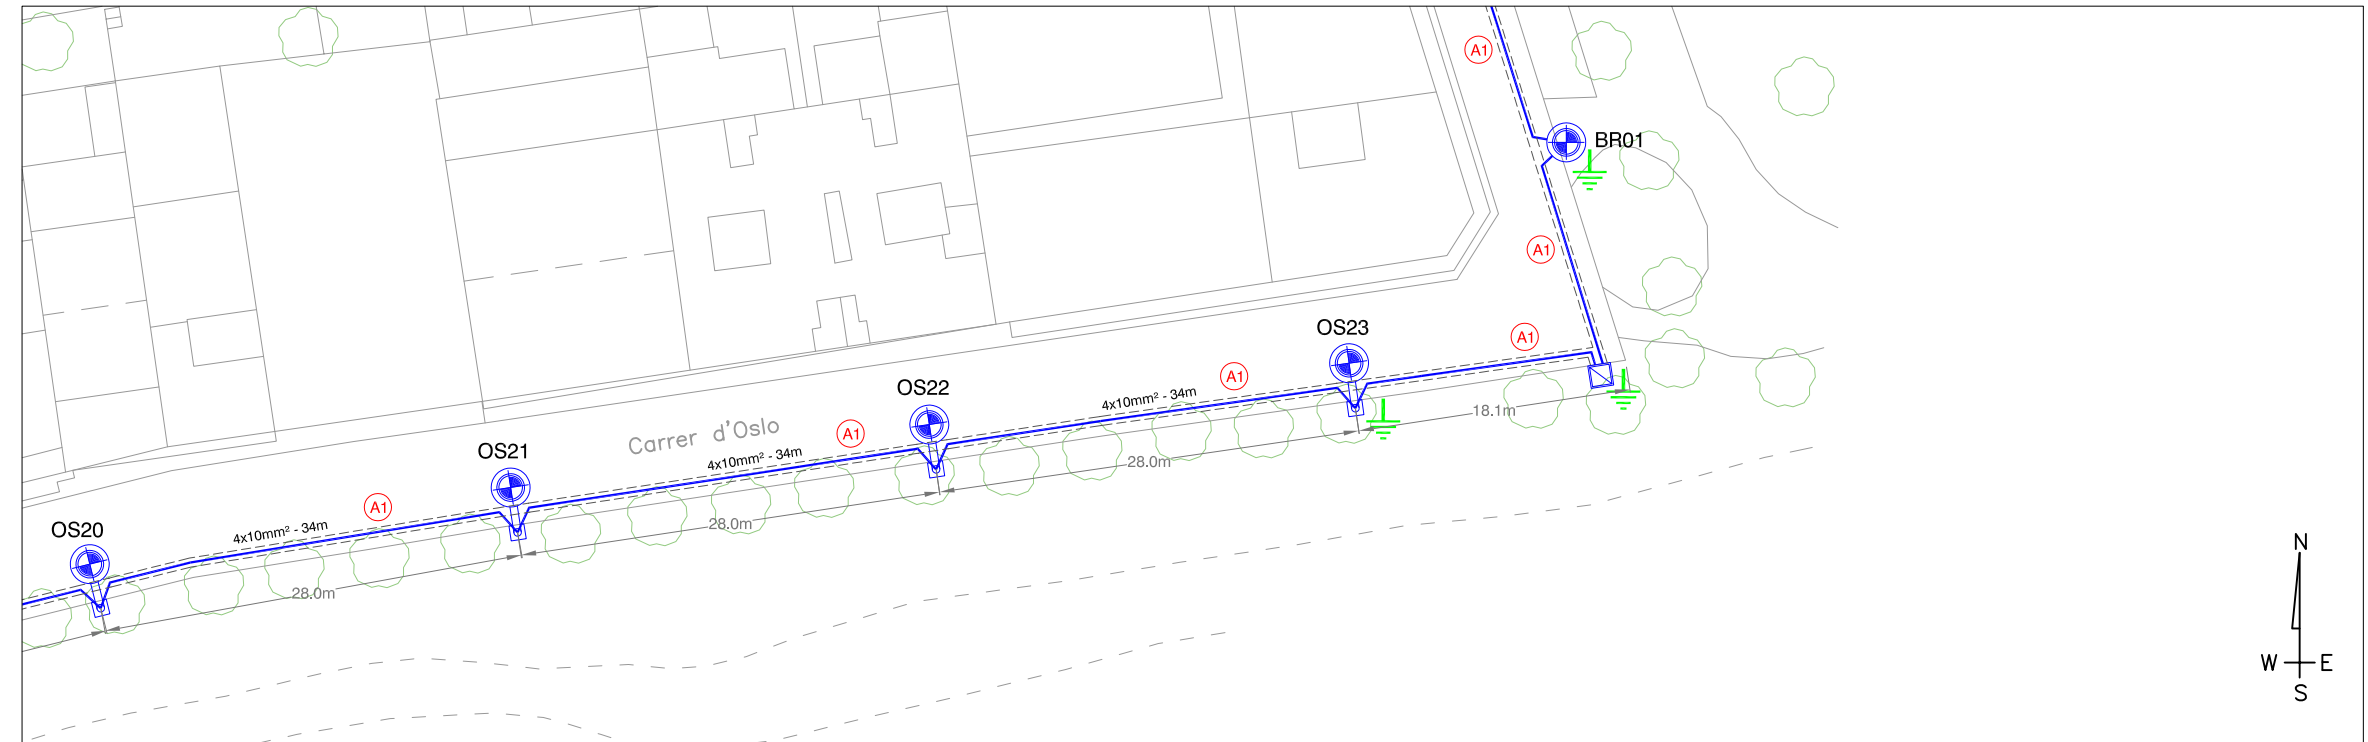 A1
BR01
A1
OS23
A1
A1
OS22
4x10mm² - 34m
18.1m
Carrer d'Oslo
A1
OS21
4x10mm² - 34m
28.0m
A1
OS20
4x10mm² - 34m
28.0m
28.0m
N
W E
S